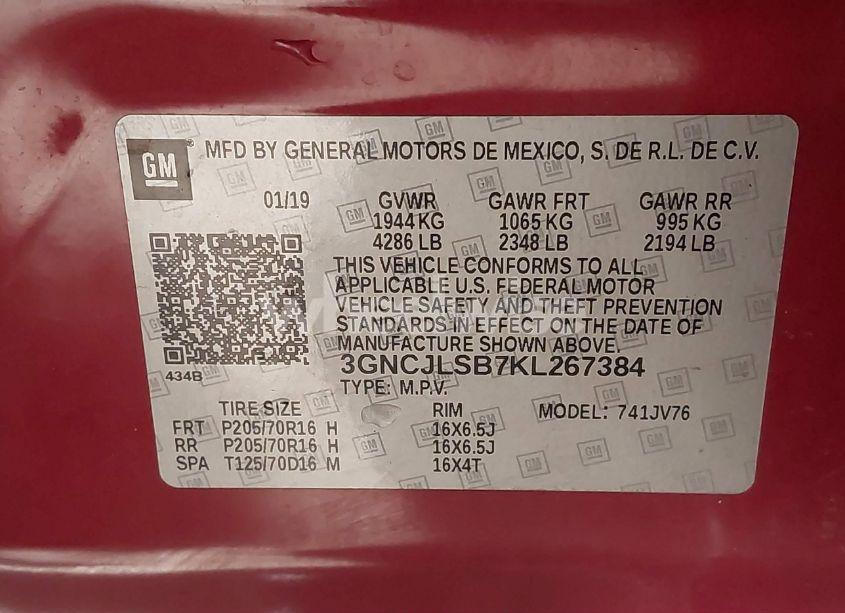 GM
MFD BY GENERAL MOTORS DE MEXICO, S. DE R.L. DE C.V.
01/19 GVWR GAWR FRT GAWR RR
1944 KG 1065 KG 995 KG
4286 LB 2348 LB 2194 LB
THIS VEHICLE CONFORMS TO ALL
APPLICABLE U.S. FEDERAL MOTOR
VEHICLE SAFETY AND THEFT PREVENTION
STANDARDS IN EFFECT ON THE DATE OF
MANUFACTURE SHOWN ABOVE.
434B
3GNCJLSB7KL267384
TYPE: M.P.V.
TIRE SIZE RIM MODEL: 741JV76
FRT P205/70R16 H 16X6.5J
RR P205/70R16 H 16X6.5J
SPA T125/70D16 M 16X4T